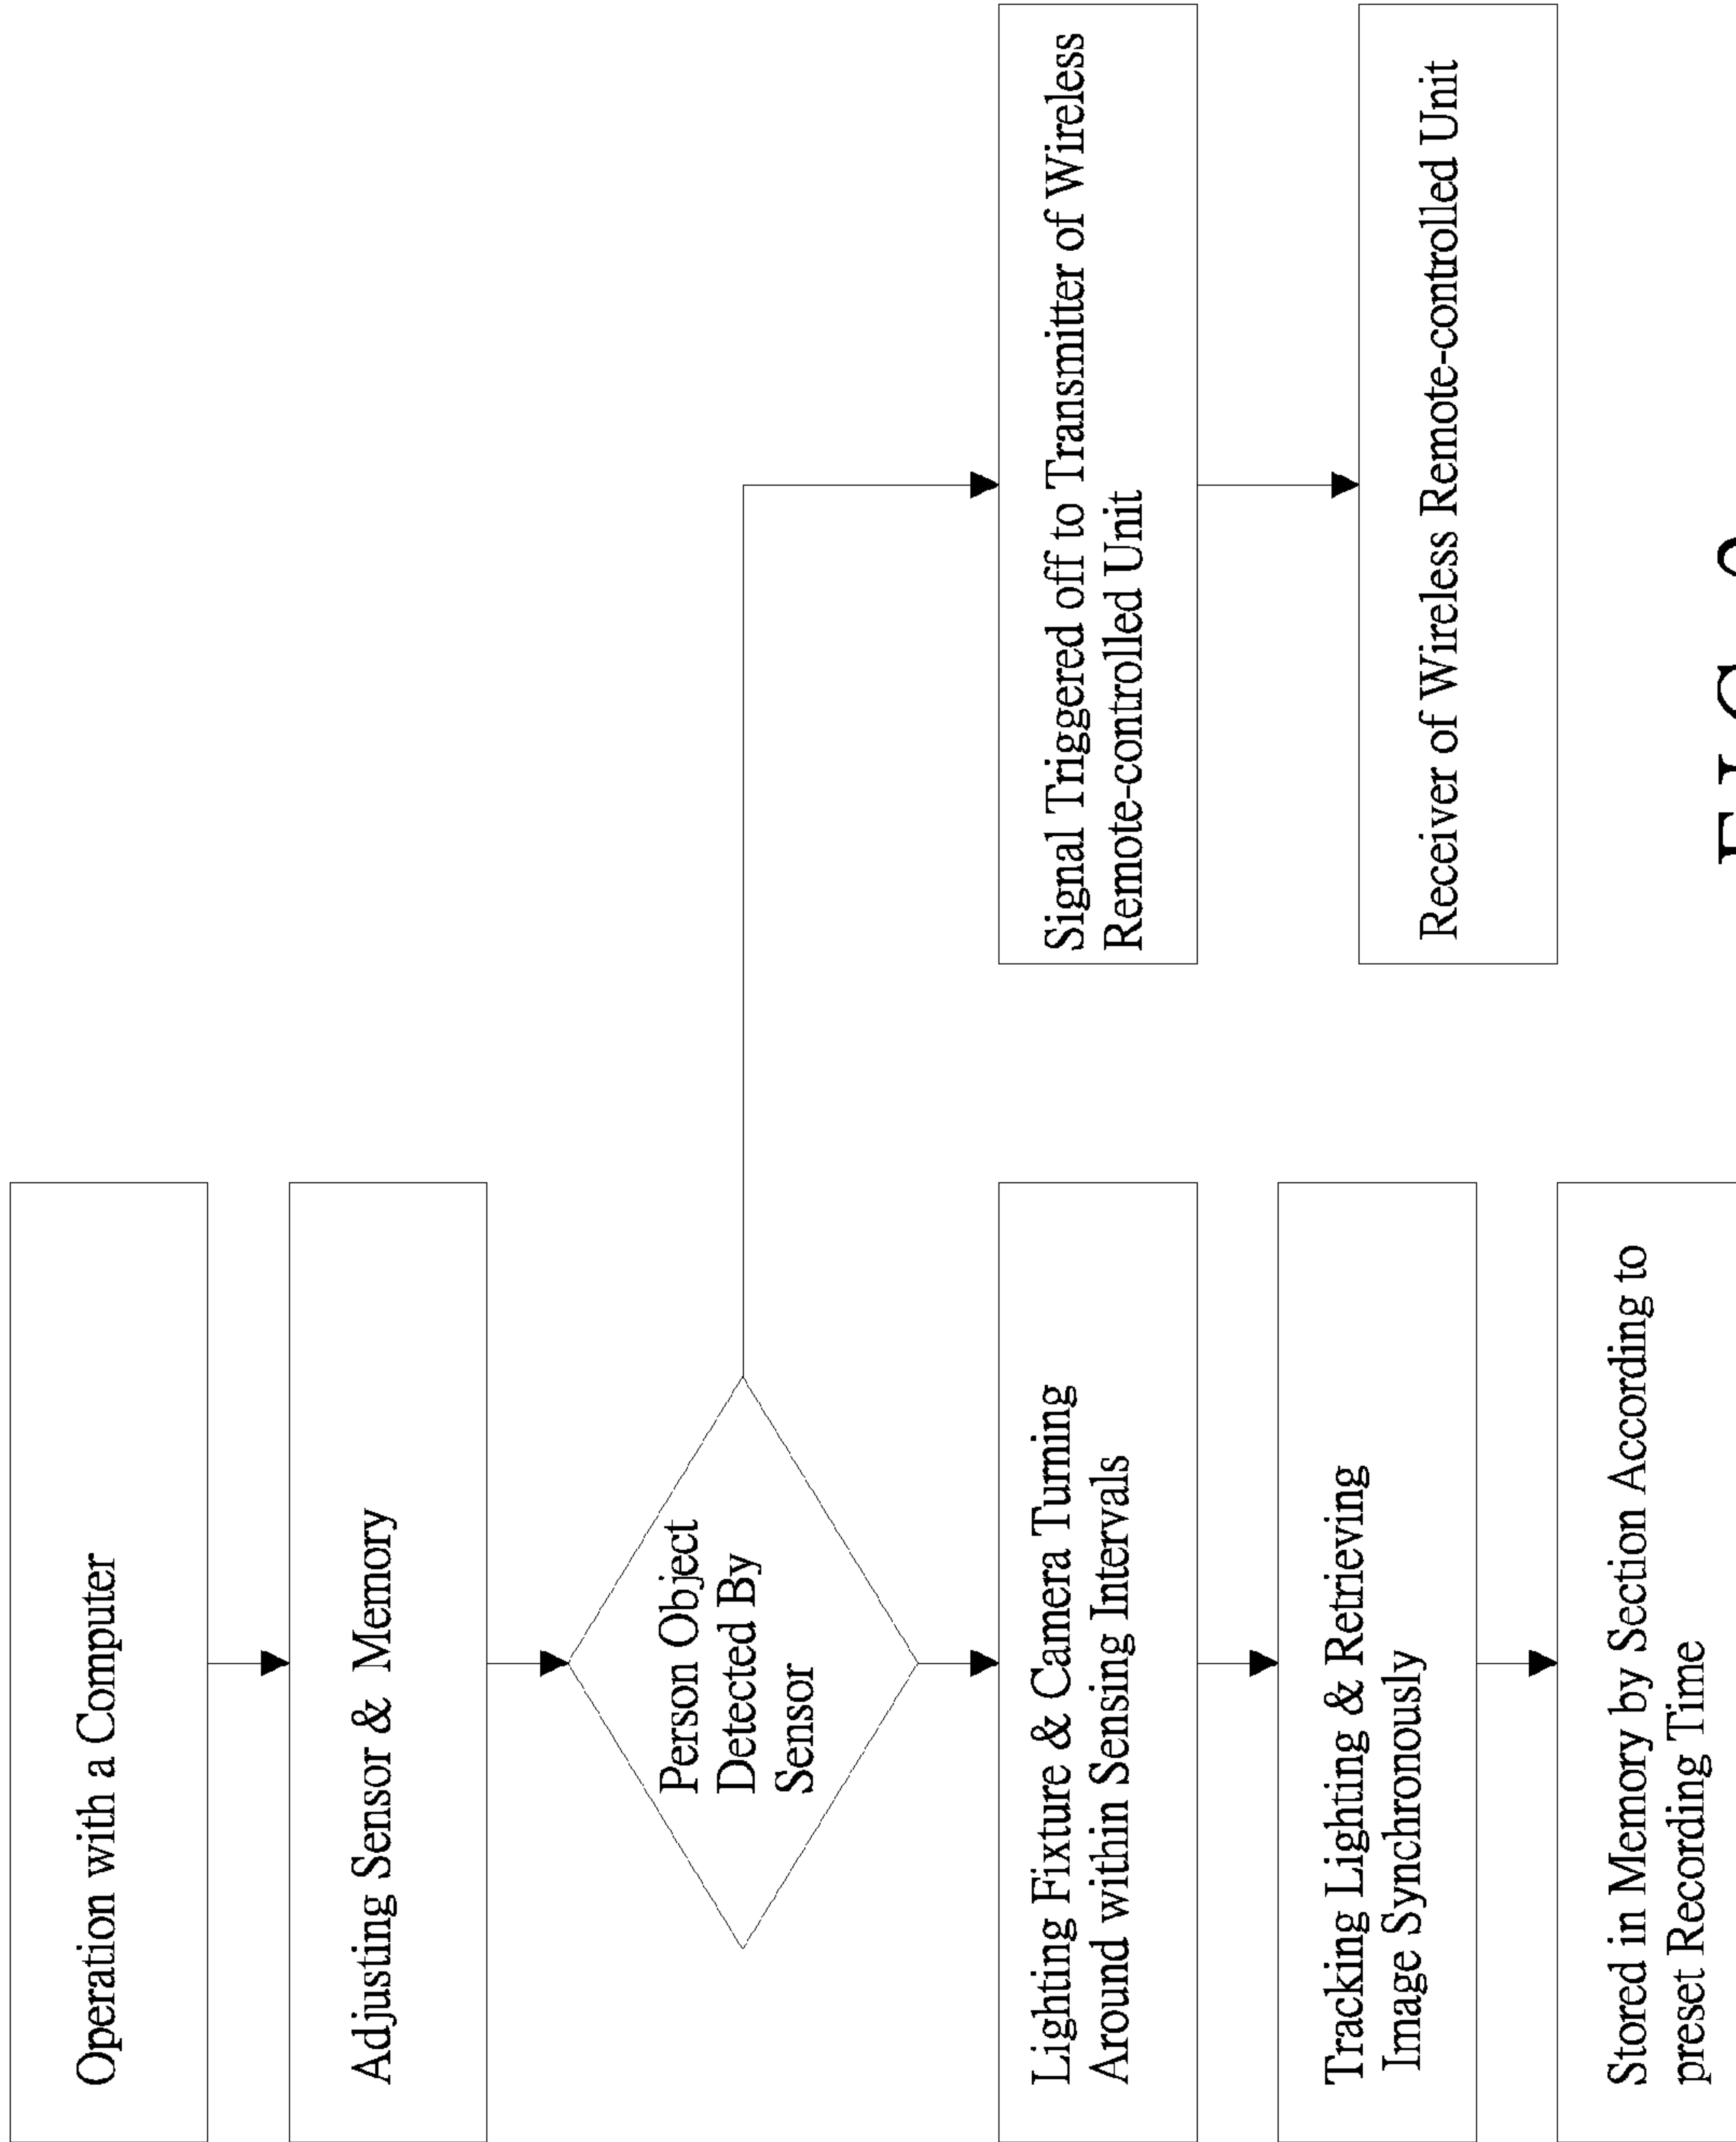 Operation with a Computer
Adjusting Sensor & Memory
Person Object
Detected By
Sensor
Lighting Fixture & Camera Turning
Around within Sensing Intervals
Tracking Lighting & Retrieving
Image Synchronously
Stored in Memory by Section According to
preset Recording Time
Signal Triggered off to Transmitter of Wireless
Remote-controlled Unit
Receiver of Wireless Remote-controlled Unit